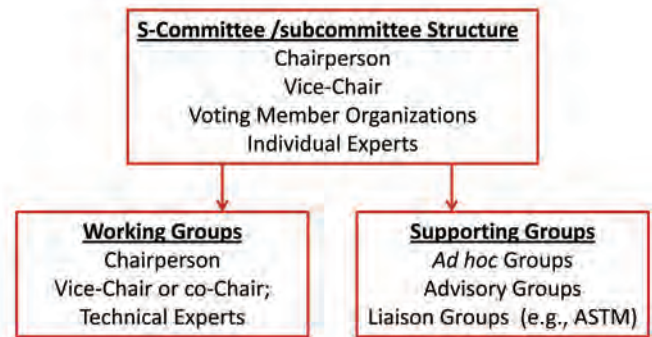 S-Committee /subcommittee Structure
Chairperson
Vice-Chair
Voting Member Organizations
Individual Experts
Working Groups
Chairperson
Vice-Chair or co-Chair;
Technical Experts
Supporting Groups
Ad hoc Groups
Advisory Groups
Liaison Groups (e.g., ASTM)